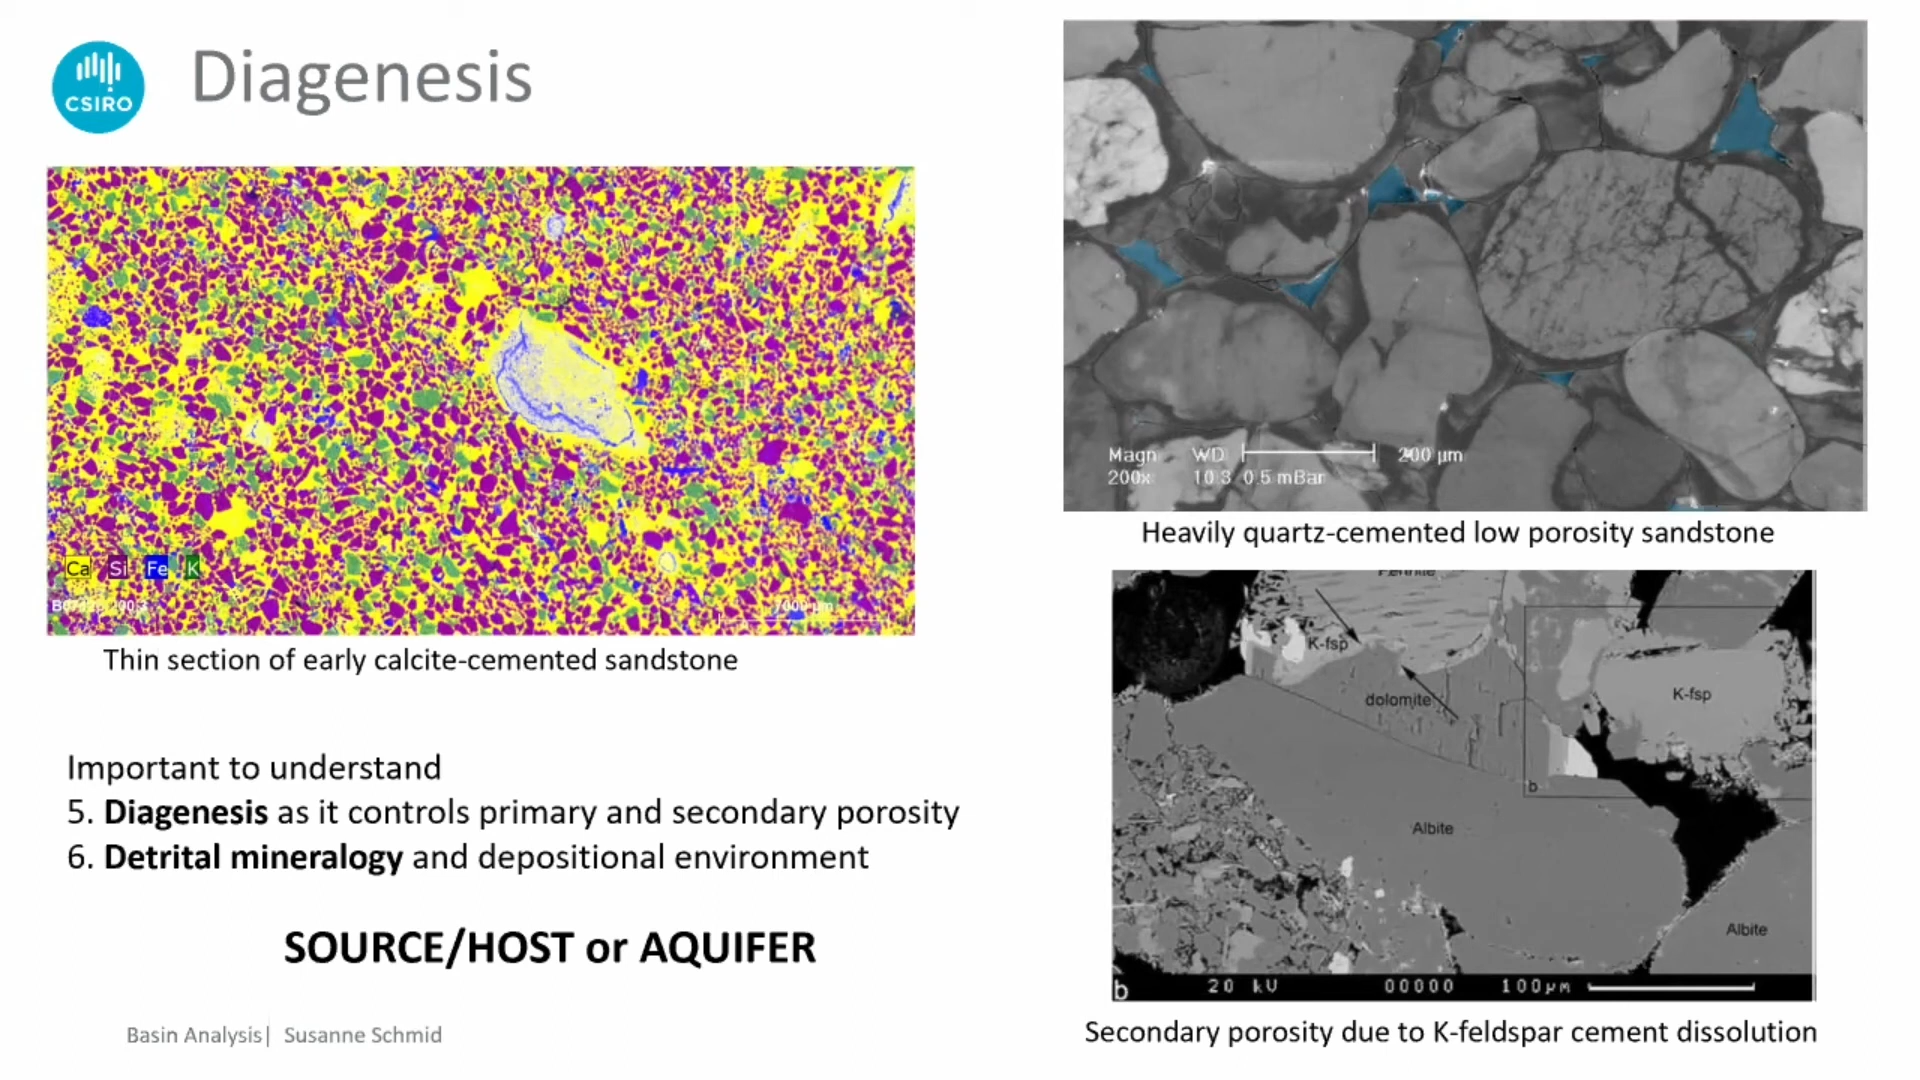 CSIRO
Diagenesis
Ca Si Fe K
7000 µm
Thin section of early calcite-cemented sandstone
Important to understand
5. Diagenesis as it controls primary and secondary porosity
6. Detrital mineralogy and depositional environment
SOURCE/HOST or AQUIFER
Basin Analysis| Susanne Schmid
Magn WD 200 µm
200x 10.3 0.5 mBar
Heavily quartz-cemented low porosity sandstone
K-fsp
K-fsp
dolomite
b
Albite
Albite
b 20 kV 00000 100µm
Secondary porosity due to K-feldspar cement dissolution